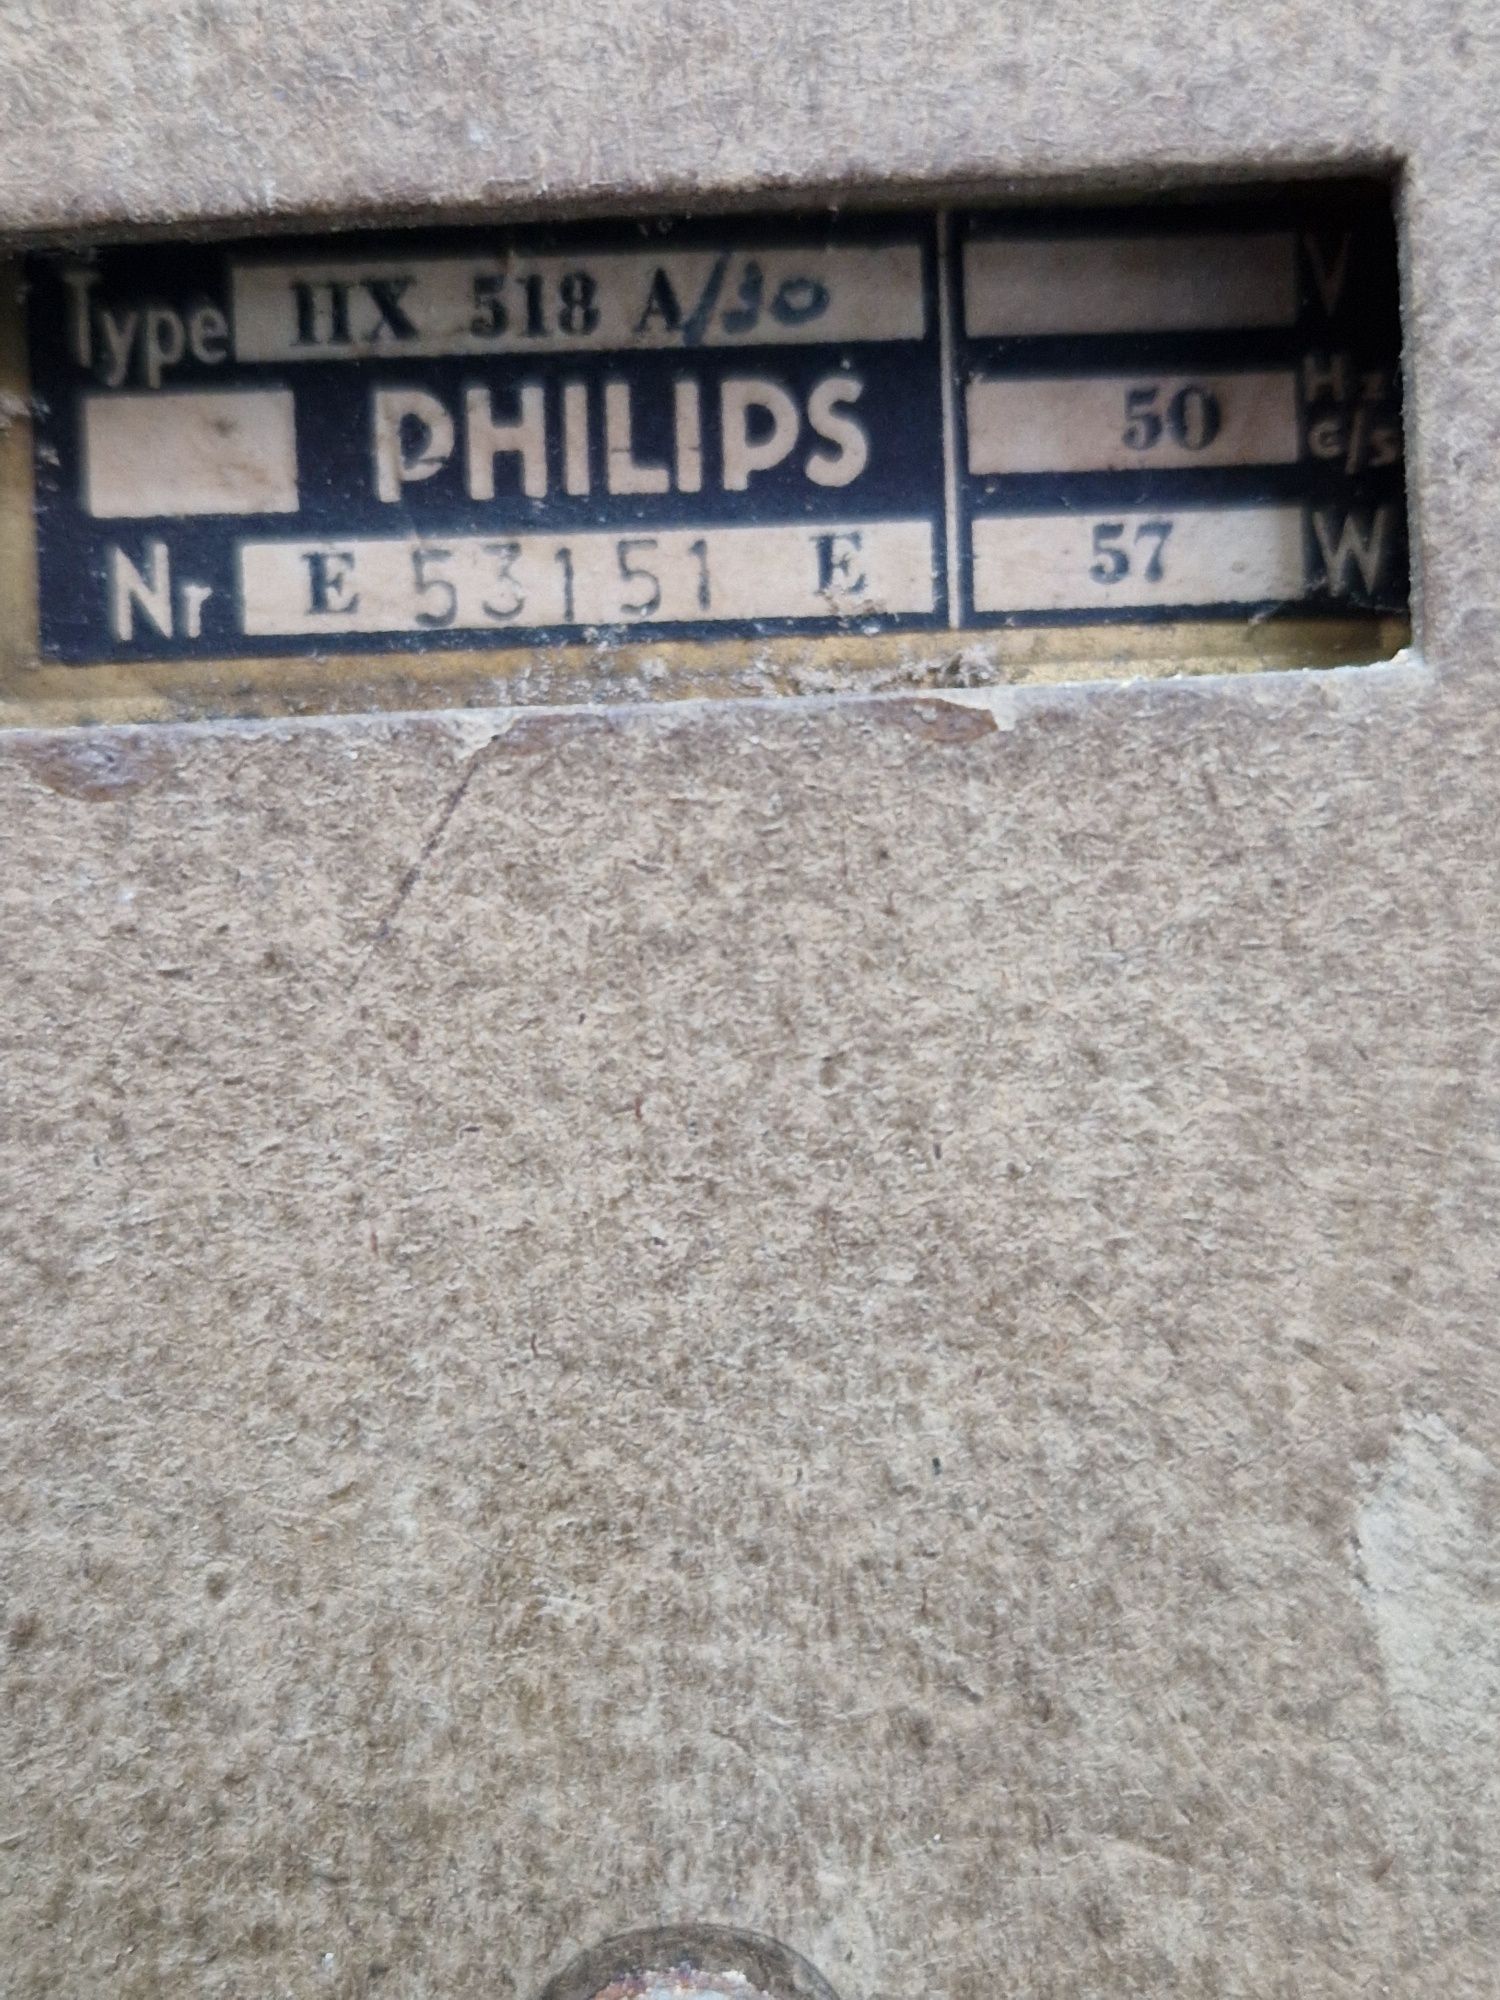 Type HX 518 A/30 V
PHILIPS 50 Hz c/s
Nr E 53151 E 57 W